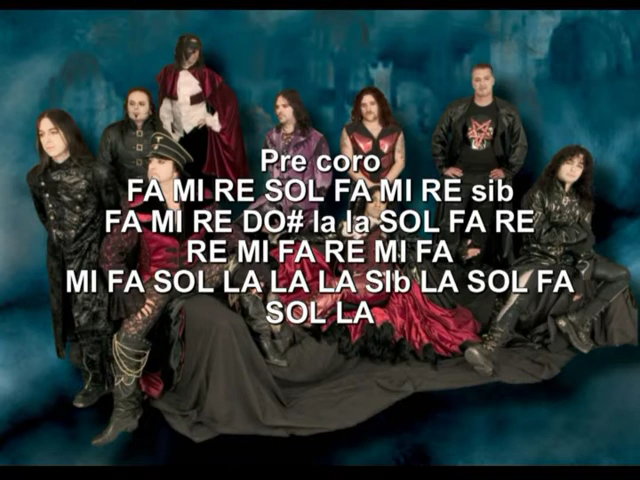 Pre coro
FA MI RE SOL FA MI RE sib
FA MI RE DO# la la SOL FA RE
RE MI FA RE MI FA
MI FA SOL LA LA LA SIb LA SOL FA
SOL LA